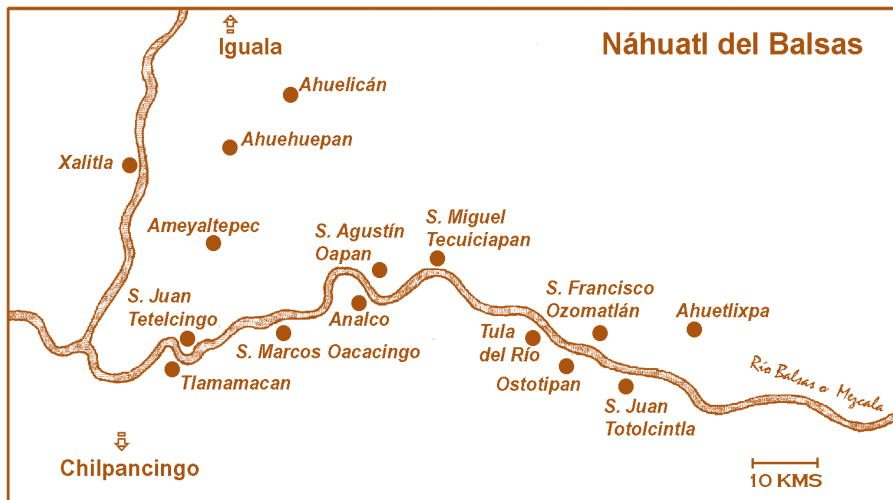 Náhuatl del Balsas
Iguala
Ahuelicán
Ahuehuepan
Xalitla
Ameyaltepec
S. Agustín
Oapan
S. Miguel
Tecuiciapan
S. Juan
Tetelcingo
S. Francisco
Ozomatlán
Ahuetlixpa
Analco
Tula
del Río
S. Marcos Oacacingo
Tlamamacan
Ostotipan
S. Juan
Totolcintla
Río Balsas o Mezcala
Chilpancingo
10 KMS